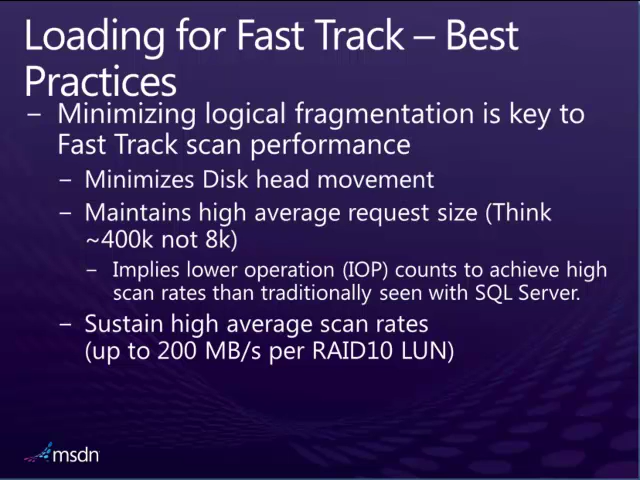 Loading for Fast Track – Best
Practices
– Minimizing logical fragmentation is key to
Fast Track scan performance
– Minimizes Disk head movement
– Maintains high average request size (Think
~400k not 8k)
– Implies lower operation (IOP) counts to achieve high
scan rates than traditionally seen with SQL Server.
– Sustain high average scan rates
(up to 200 MB/s per RAID10 LUN)
msdn